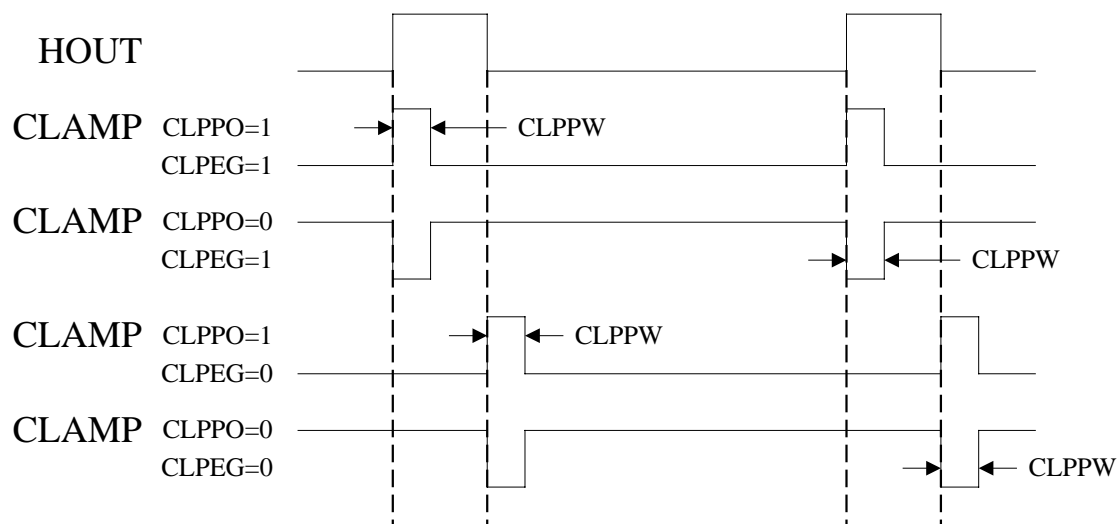 HOUT
CLAMP CLPPO=1 CLPPW
CLPEG=1
CLAMP CLPPO=0
CLPEG=1 CLPPW
CLAMP CLPPO=1 CLPPW
CLPEG=0
CLAMP CLPPO=0
CLPEG=0 CLPPW